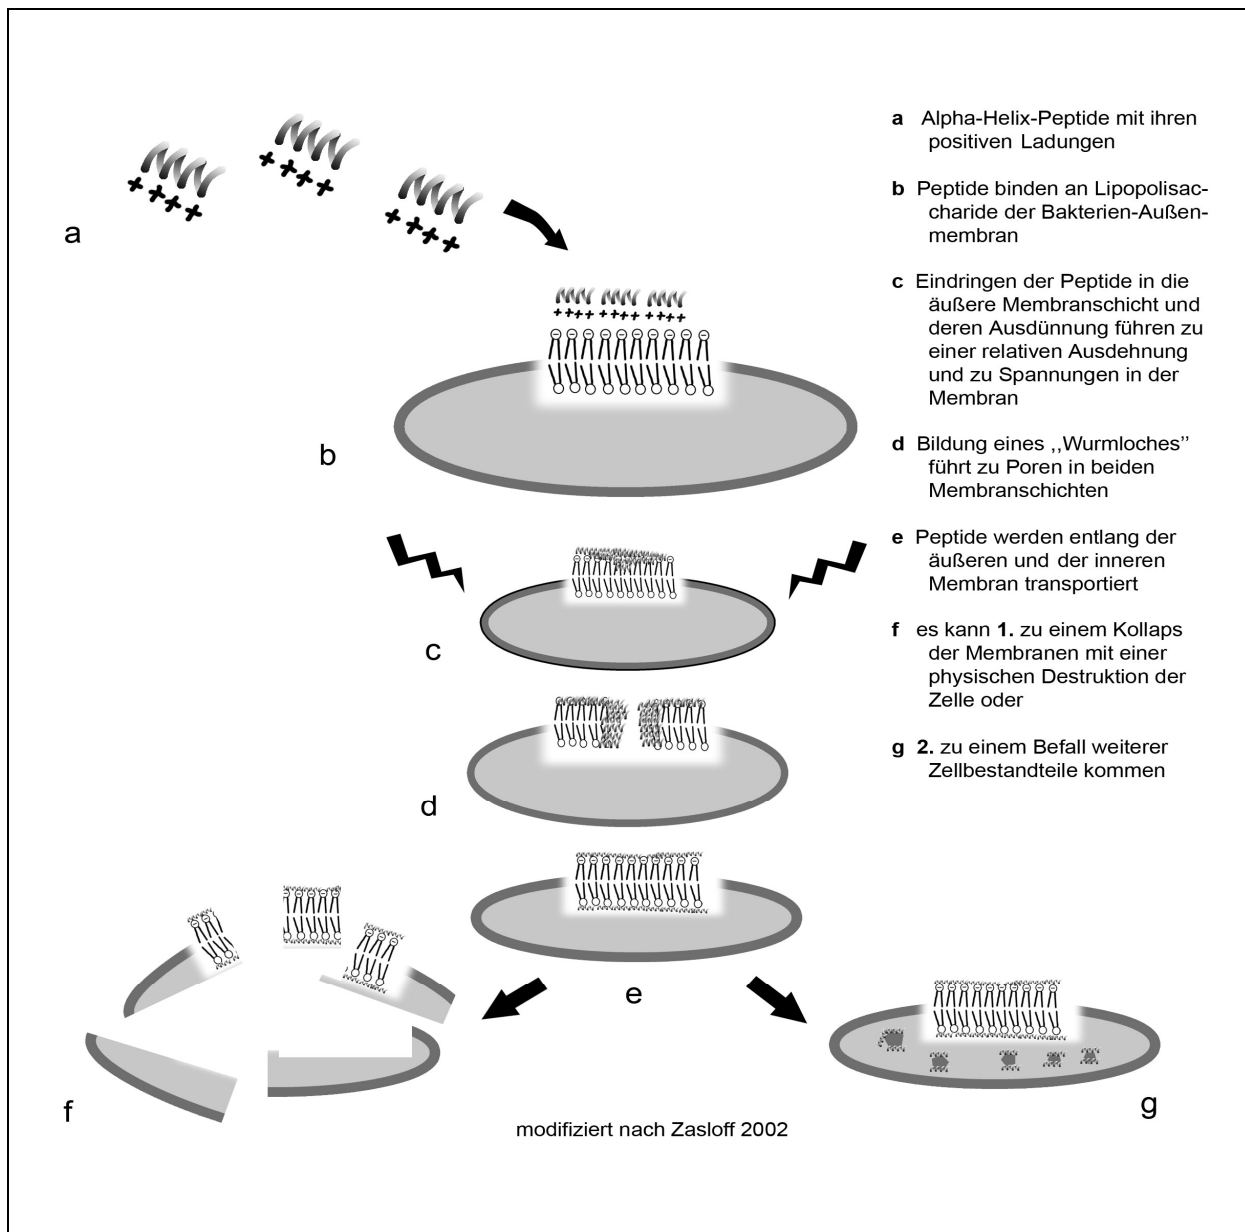 a Alpha-Helix-Peptide mit ihren
positiven Ladungen
b Peptide binden an Lipopolisac-
charide der Bakterien-Außen-
membran
c Eindringen der Peptide in die
äußere Membranschicht und
deren Ausdünnung führen zu
einer relativen Ausdehnung
und zu Spannungen in der
Membran
d Bildung eines ,,Wurmloches’’
führt zu Poren in beiden
Membranschichten
e Peptide werden entlang der
äußeren und der inneren
Membran transportiert
f es kann 1. zu einem Kollaps
der Membranen mit einer
physischen Destruktion der
Zelle oder
g 2. zu einem Befall weiterer
Zellbestandteile kommen
a
b
c
d
e
f
g
modifiziert nach Zasloff 2002